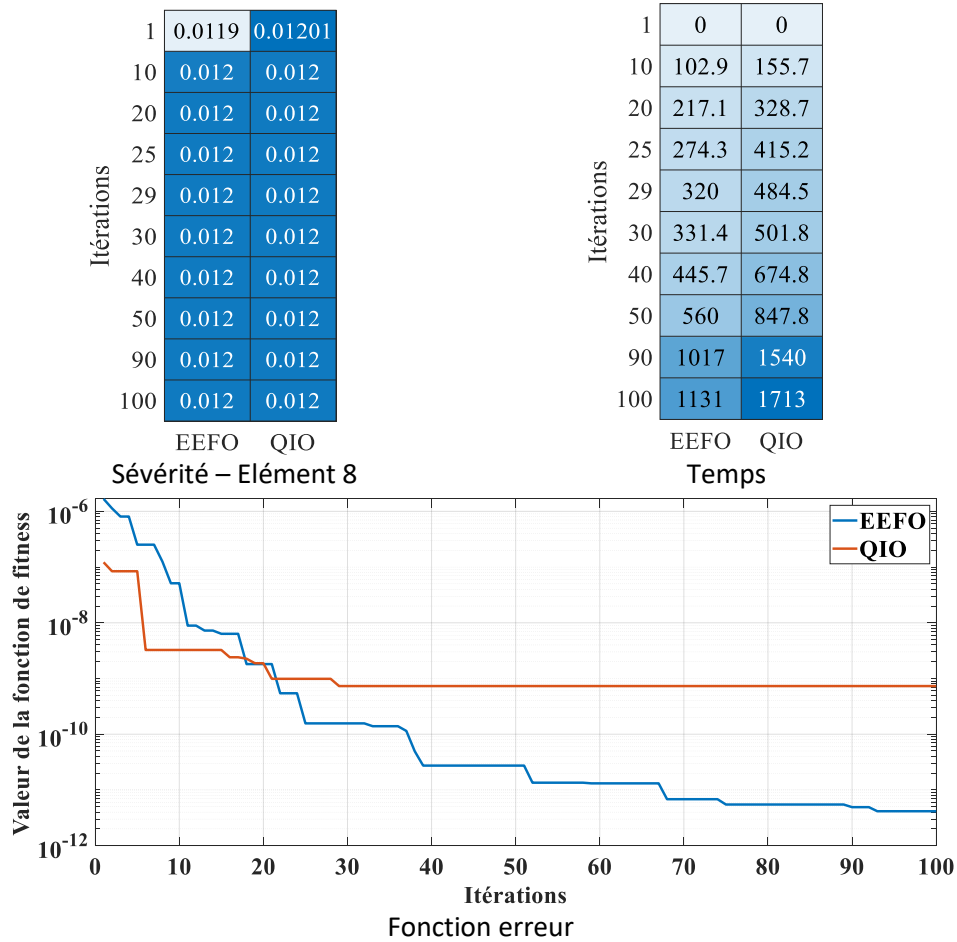 1 0.0119 0.01201
10 0.012 0.012
20 0.012 0.012
25 0.012 0.012
29 0.012 0.012
30 0.012 0.012
40 0.012 0.012
50 0.012 0.012
90 0.012 0.012
100 0.012 0.012
Itérations
EEFO QIO
Sévérité – Elément 8
1 0 0
10 102.9 155.7
20 217.1 328.7
25 274.3 415.2
29 320 484.5
30 331.4 501.8
40 445.7 674.8
50 560 847.8
90 1017 1540
100 1131 1713
Itérations
EEFO QIO
Temps
Valeur de la fonction de fitness
10-6
10-8
10-10
10-12
EEFO
QIO
0 10 20 30 40 50 60 70 80 90 100
Itérations
Fonction erreur